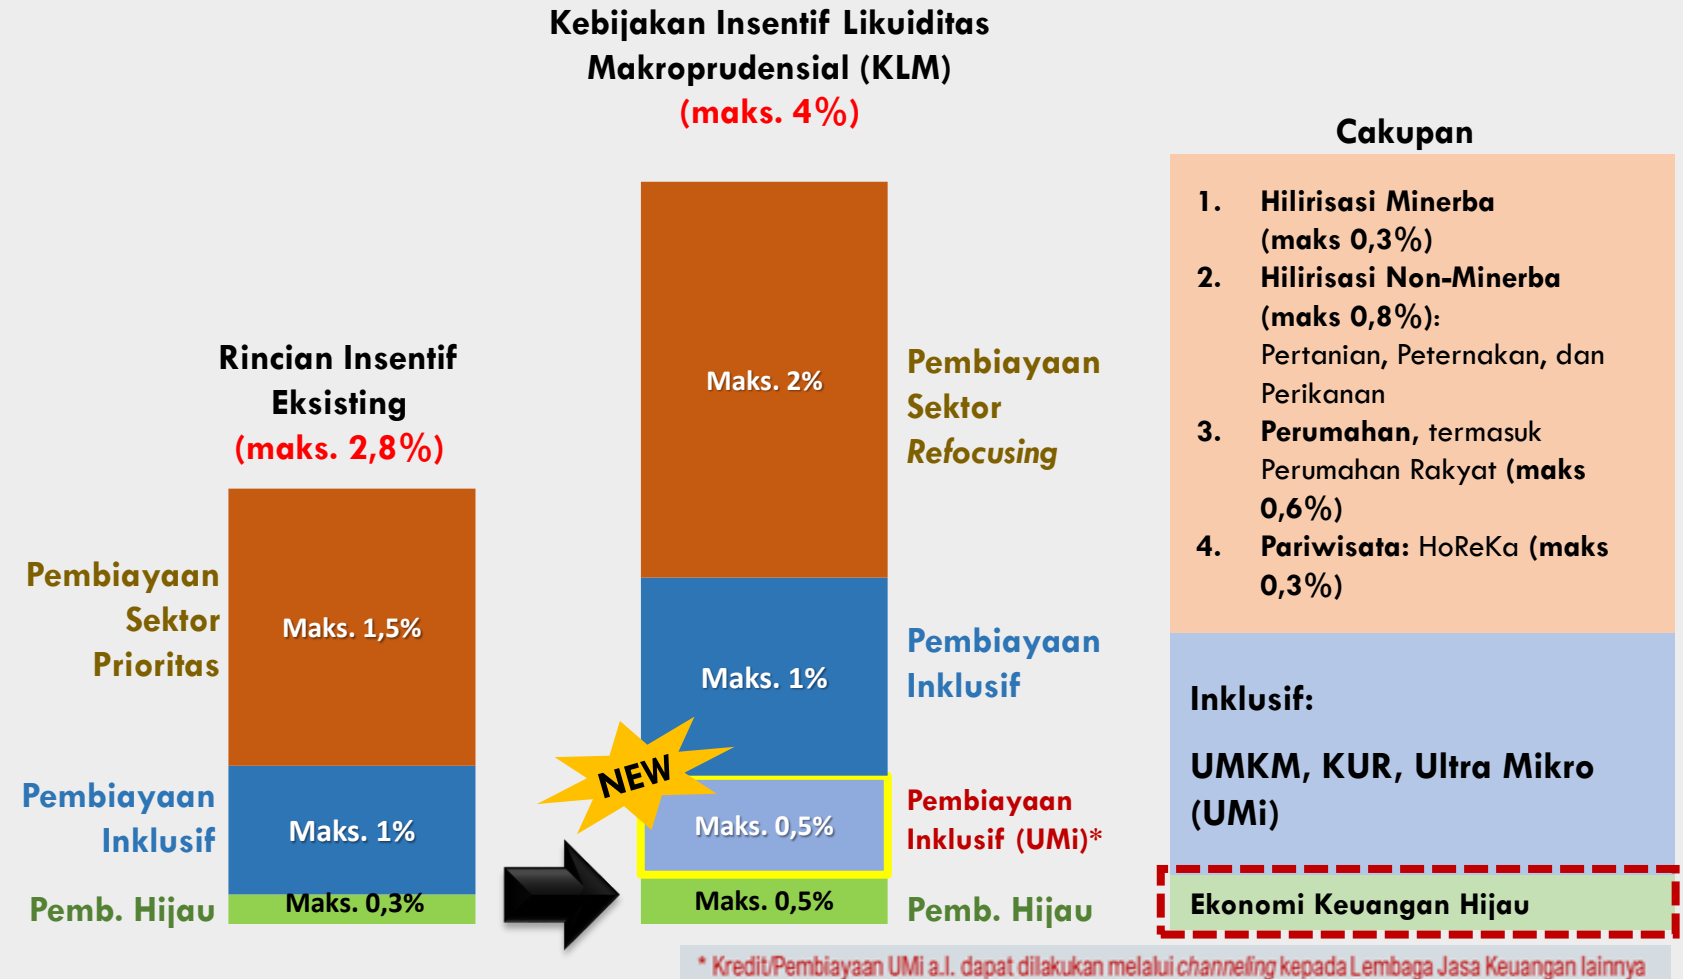 Kebijakan Insentif Likuiditas
Makroprudensial (KLM)
(maks. 4%)
Rincian Insentif
Eksisting
(maks. 2,8%)
Pembiayaan
Sektor
Prioritas
Maks. 1,5%
Pembiayaan
Inklusif
Maks. 1%
Pemb. Hijau
Maks. 0,3%
Maks. 2%
Pembiayaan
Sektor
Refocusing
Maks. 1%
Pembiayaan
Inklusif
NEW
Maks. 0,5%
Pembiayaan
Inklusif (UMi)*
Maks. 0,5%
Pemb. Hijau
Cakupan
1. Hilirisasi Minerba
(maks 0,3%)
2. Hilirisasi Non-Minerba
(maks 0,8%):
Pertanian, Peternakan, dan
Perikanan
3. Perumahan, termasuk
Perumahan Rakyat (maks
0,6%)
4. Pariwisata: HoReKa (maks
0,3%)
Inklusif:
UMKM, KUR, Ultra Mikro
(UMi)
Ekonomi Keuangan Hijau
* Kredit/Pembiayaan UMi a.l. dapat dilakukan melalui channeling kepada Lembaga Jasa Keuangan lainnya